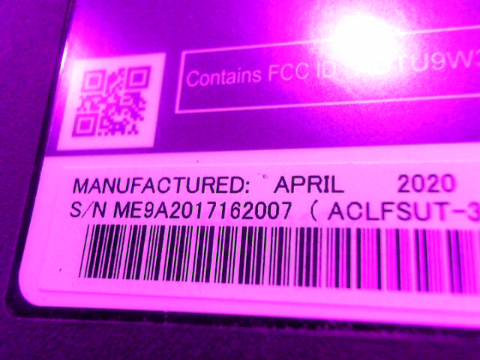 Contains FCC ID
MANUFACTURED: APRIL 2020
S/N ME9A2017162007 ( ACLFSUT-3